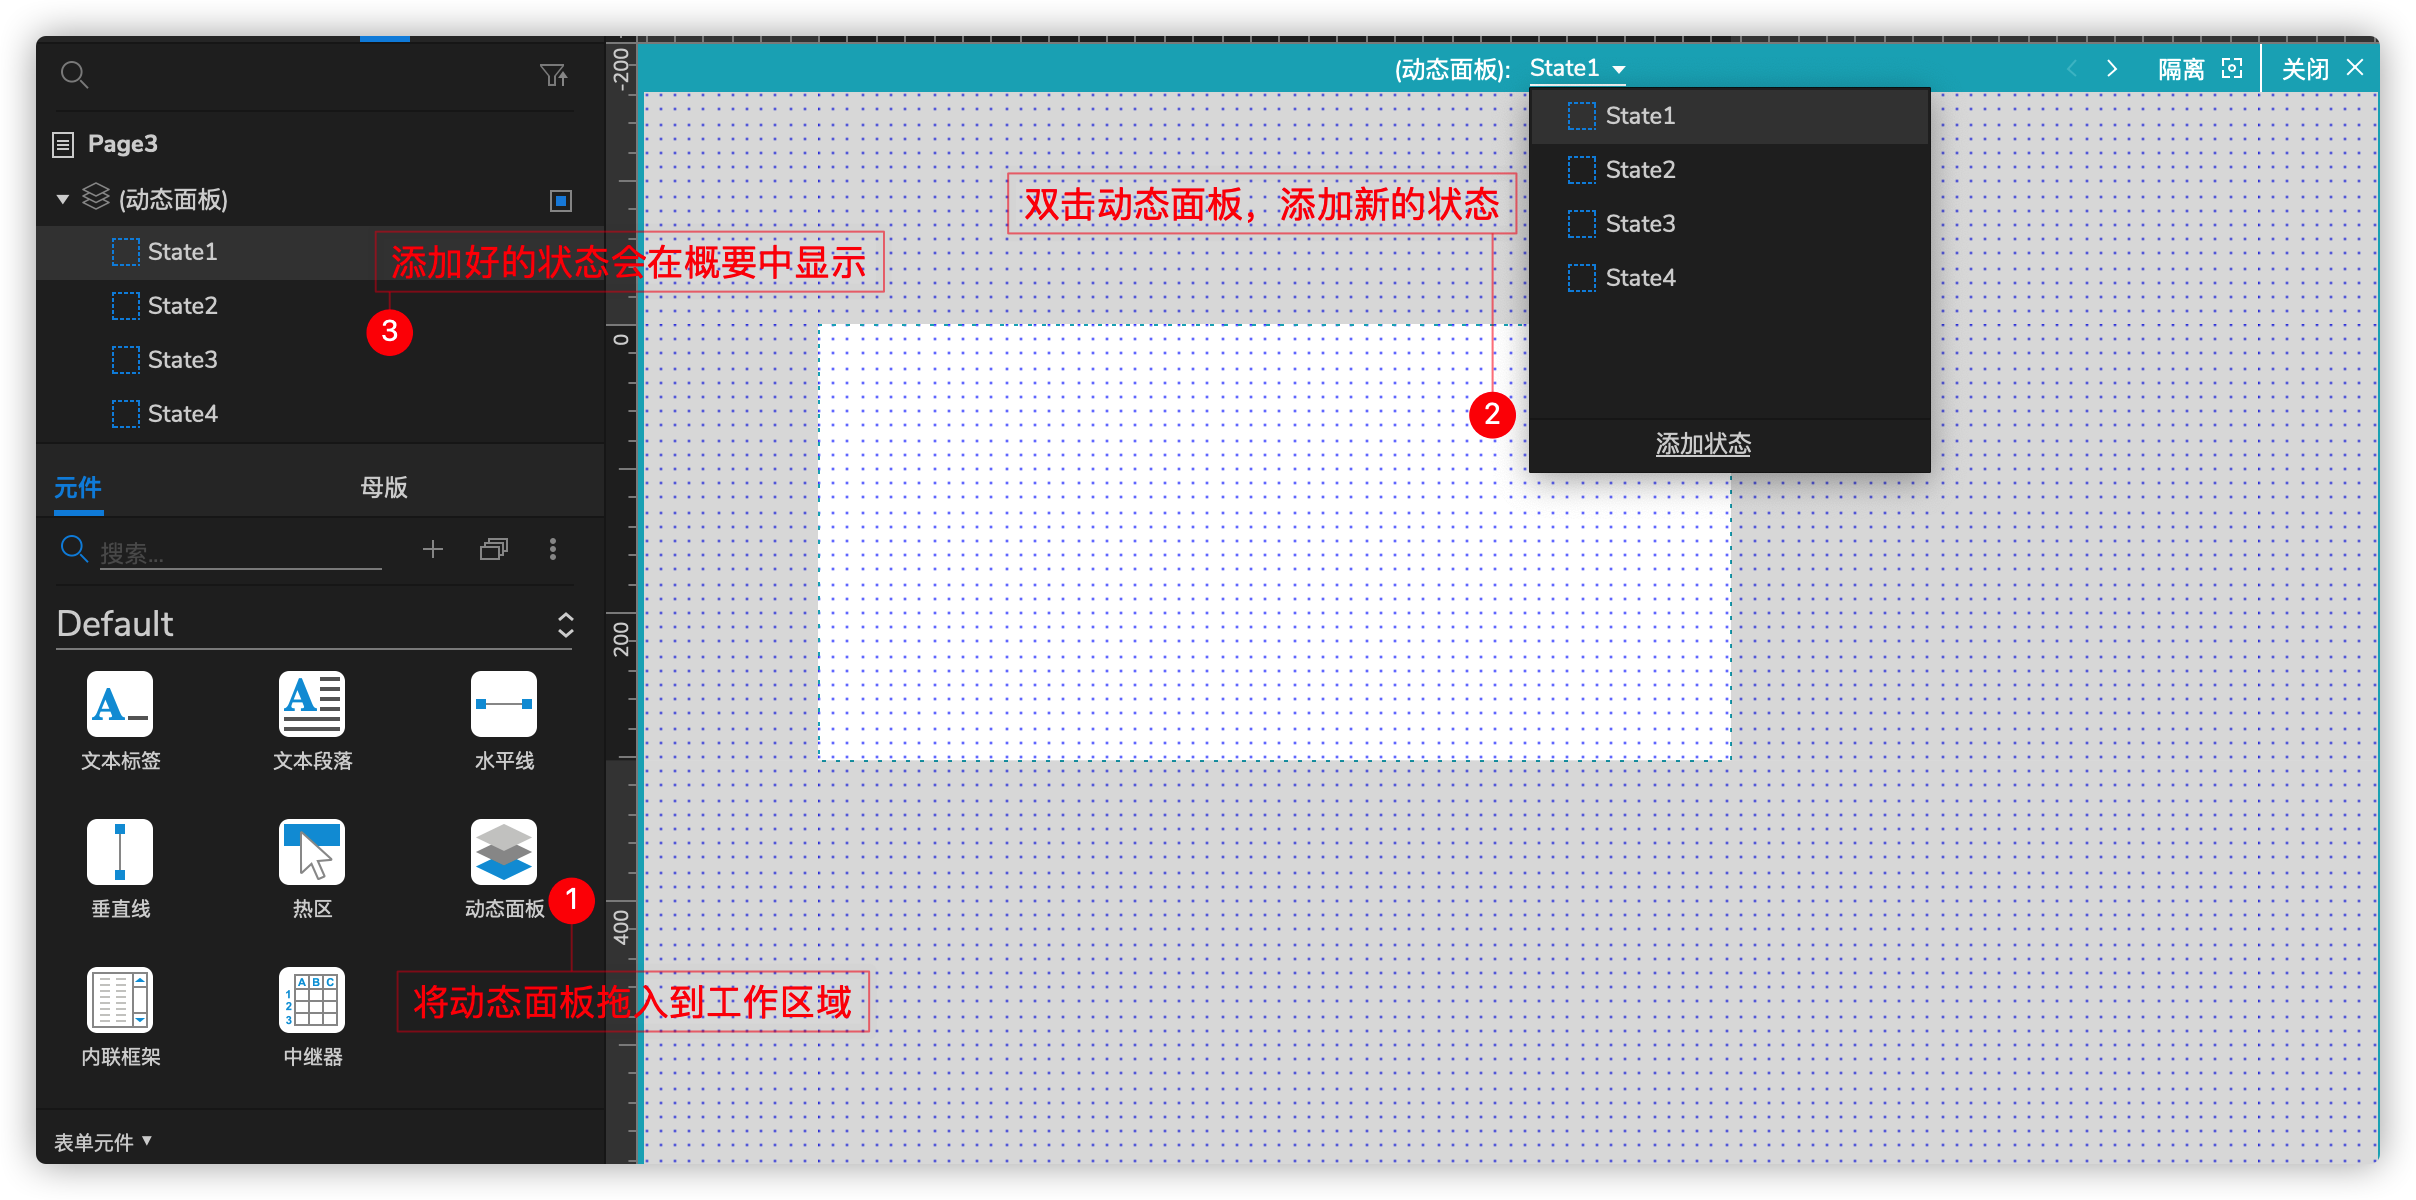 (动态面板): State1 隔离 关闭
State1
State2
State3
State4
添加状态
双击动态面板，添加新的状态
2
Page3
(动态面板)
State1
State2
State3
State4
添加好的状态会在概要中显示
3
元件 母版
搜索...
Default
文本标签 文本段落 水平线
垂直线 热区 动态面板
1
将动态面板拖入到工作区域
内联框架 中继器
表单元件
-200
0
200
400
A
A
A B C
1
2
3